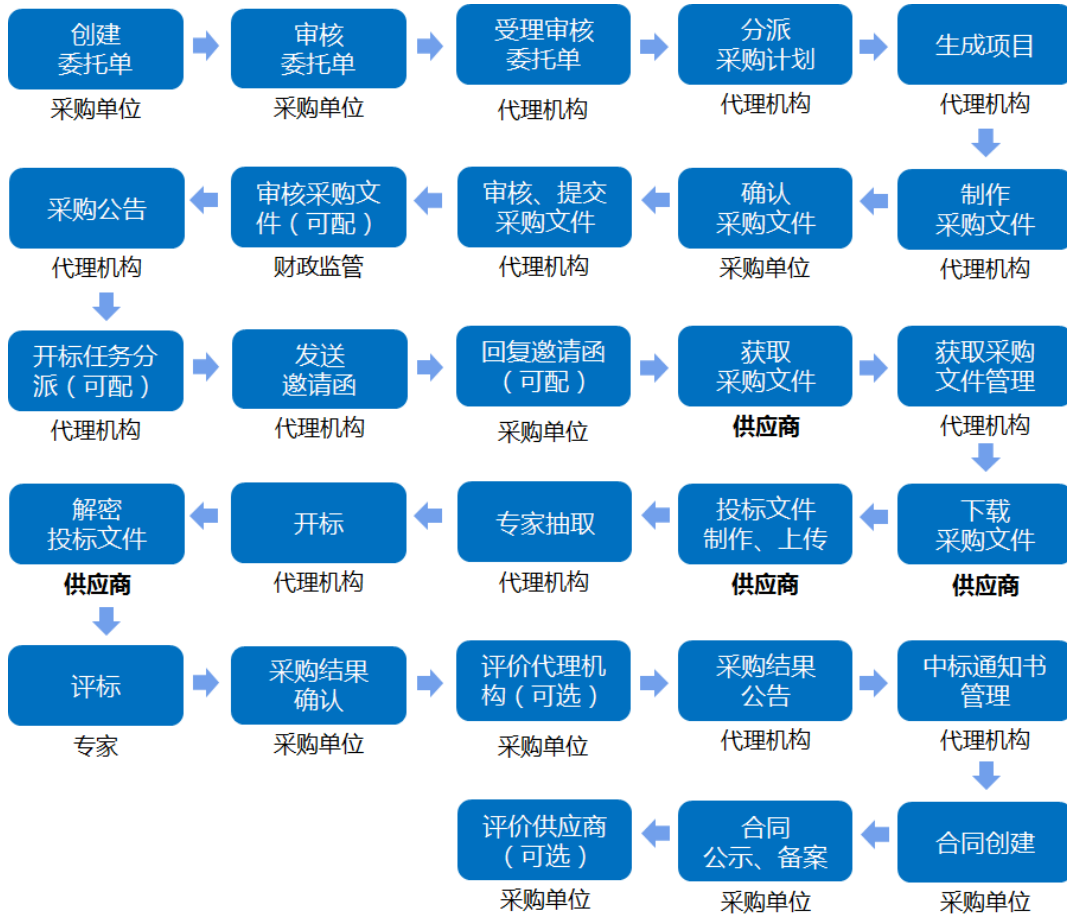 创建
委托单
采购单位
审核
委托单
采购单位
受理审核
委托单
代理机构
分派
采购计划
代理机构
生成项目
代理机构
制作
采购文件
代理机构
确认
采购文件
采购单位
审核、提交
采购文件
代理机构
审核采购文
件（可配）
财政监管
采购公告
代理机构
开标任务分
派（可配）
代理机构
发送
邀请函
代理机构
回复邀请函
（可配）
采购单位
获取
采购文件
供应商
获取采购
文件管理
代理机构
下载
采购文件
供应商
投标文件
制作、上传
供应商
专家抽取
代理机构
开标
代理机构
解密
投标文件
供应商
评标
专家
采购结果
确认
采购单位
评价代理机
构（可选）
采购单位
采购结果
公告
代理机构
中标通知书
管理
代理机构
合同创建
采购单位
合同
公示、备案
采购单位
评价供应商
（可选）
采购单位